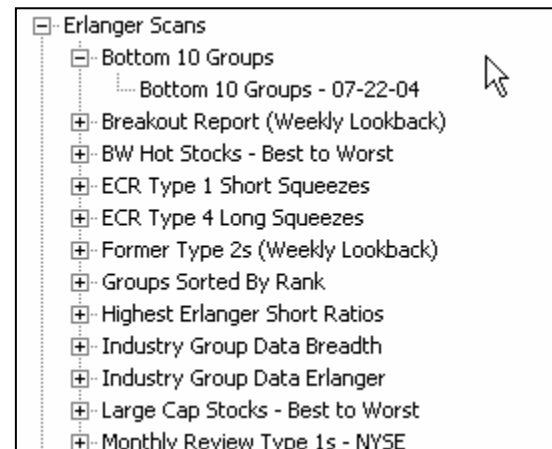 Erlanger Scans
Bottom 10 Groups
Bottom 10 Groups - 07-22-04
Breakout Report (Weekly Lookback)
BW Hot Stocks - Best to Worst
ECR Type 1 Short Squeezes
ECR Type 4 Long Squeezes
Former Type 2s (Weekly Lookback)
Groups Sorted By Rank
Highest Erlanger Short Ratios
Industry Group Data Breadth
Industry Group Data Erlanger
Large Cap Stocks - Best to Worst
Monthly Review Type 1s - NYSE